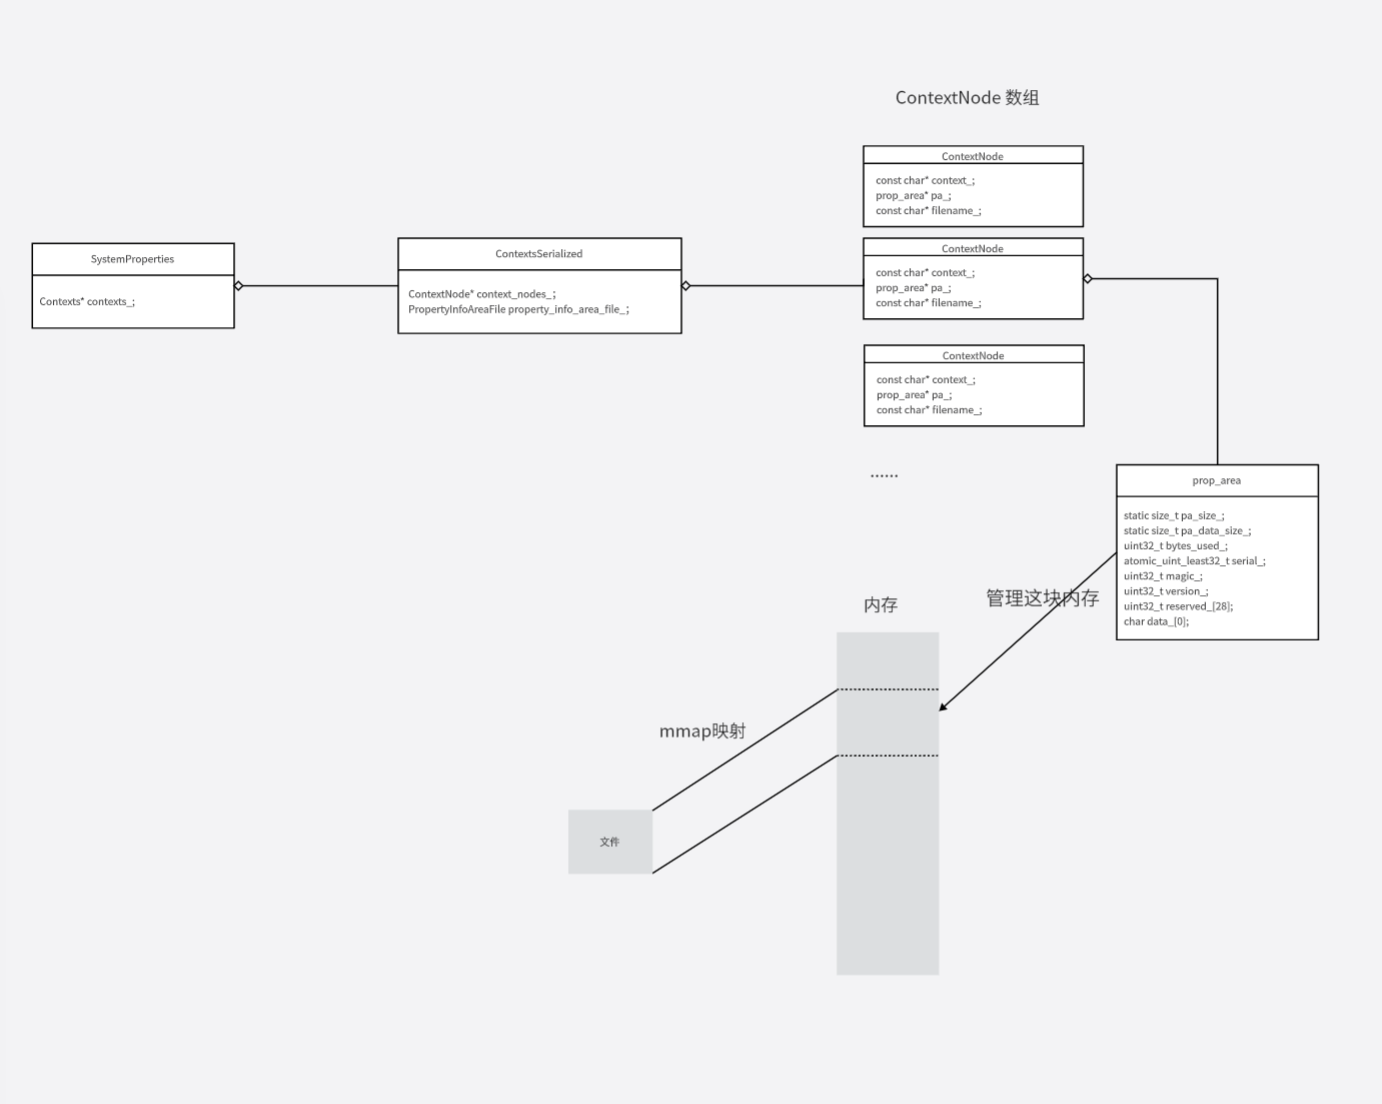 ContextNode 数组
ContextNode
const char* context_;
prop_area* pa_;
const char* filename_;
SystemProperties
Contexts* contexts_;
ContextsSerialized
ContextNode* context_nodes_;
PropertyInfoAreaFile property_info_area_file_;
ContextNode
const char* context_;
prop_area* pa_;
const char* filename_;
ContextNode
const char* context_;
prop_area* pa_;
const char* filename_;
......
prop_area
static size_t pa_size_;
static size_t pa_data_size_;
uint32_t bytes_used_;
atomic_uint_least32_t serial_;
uint32_t magic_;
uint32_t version_;
uint32_t reserved_[28];
char data_[0];
管理这块内存
内存
mmap映射
文件